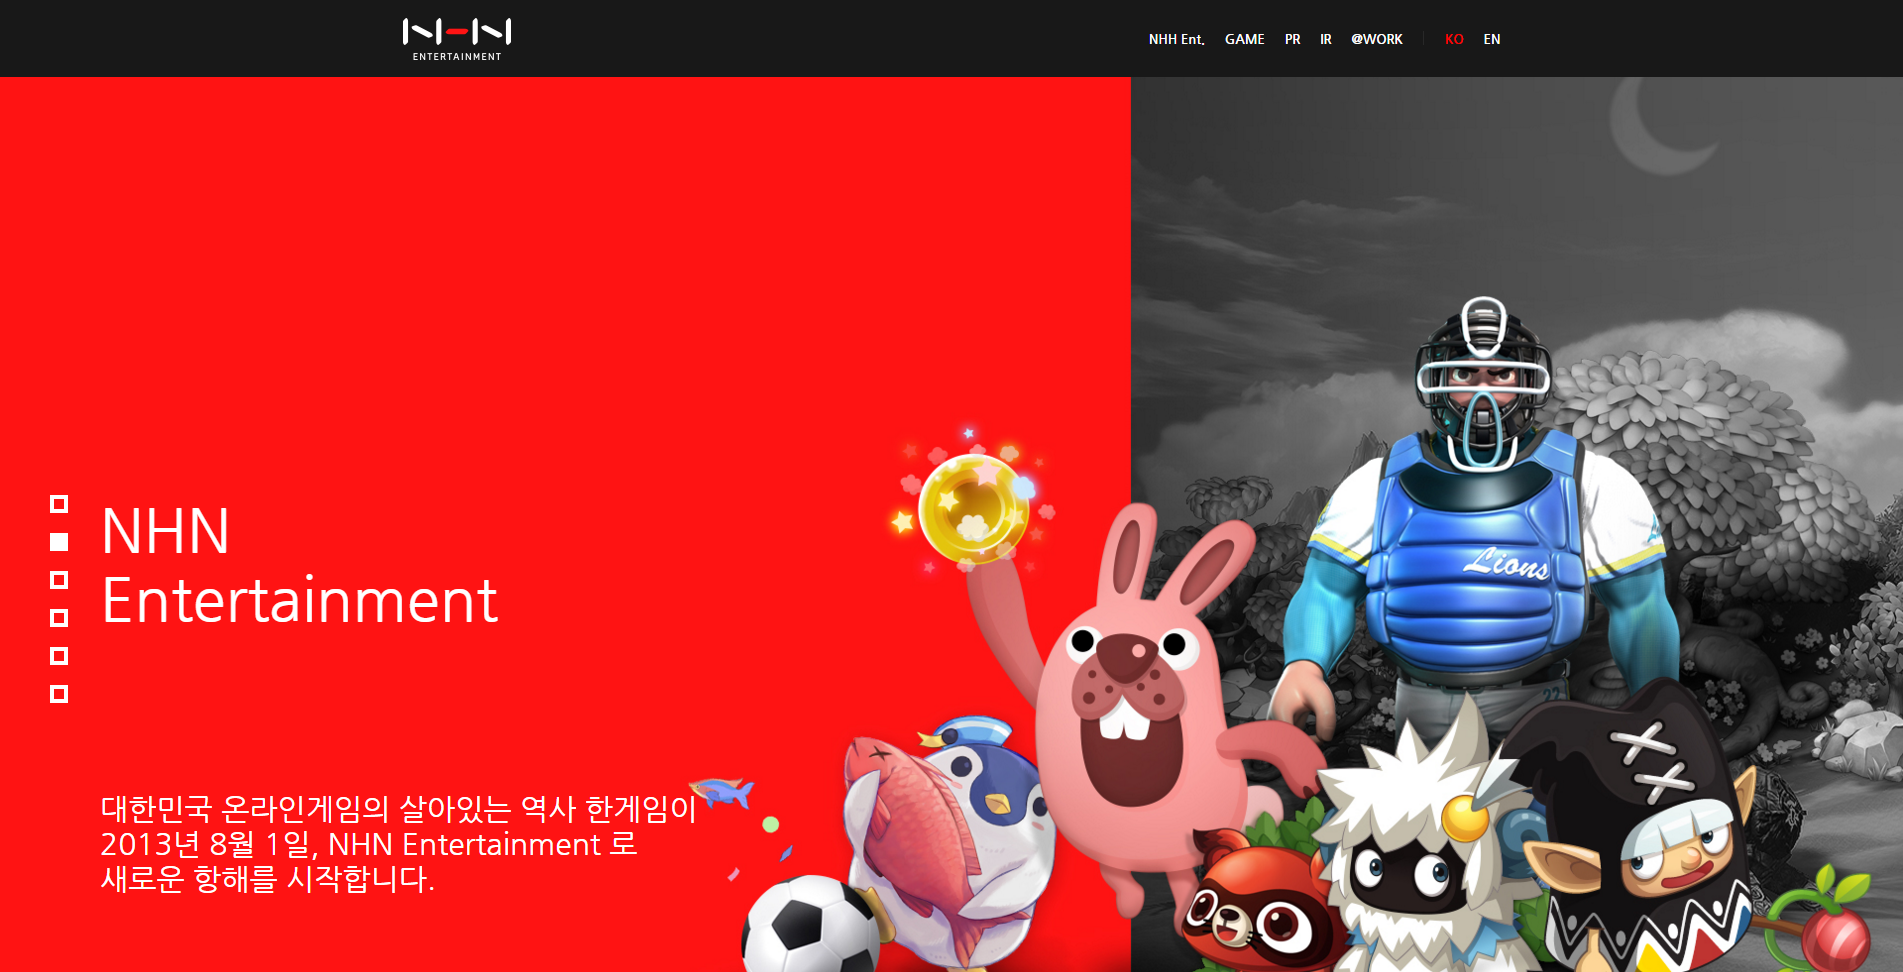 NHN
ENTERTAINMENT
NHH Ent. GAME PR IR @WORK KO EN
NHN
Entertainment
Lions
22
대한민국 온라인게임의 살아있는 역사 한게임이
2013년 8월 1일, NHN Entertainment 로
새로운 항해를 시작합니다.